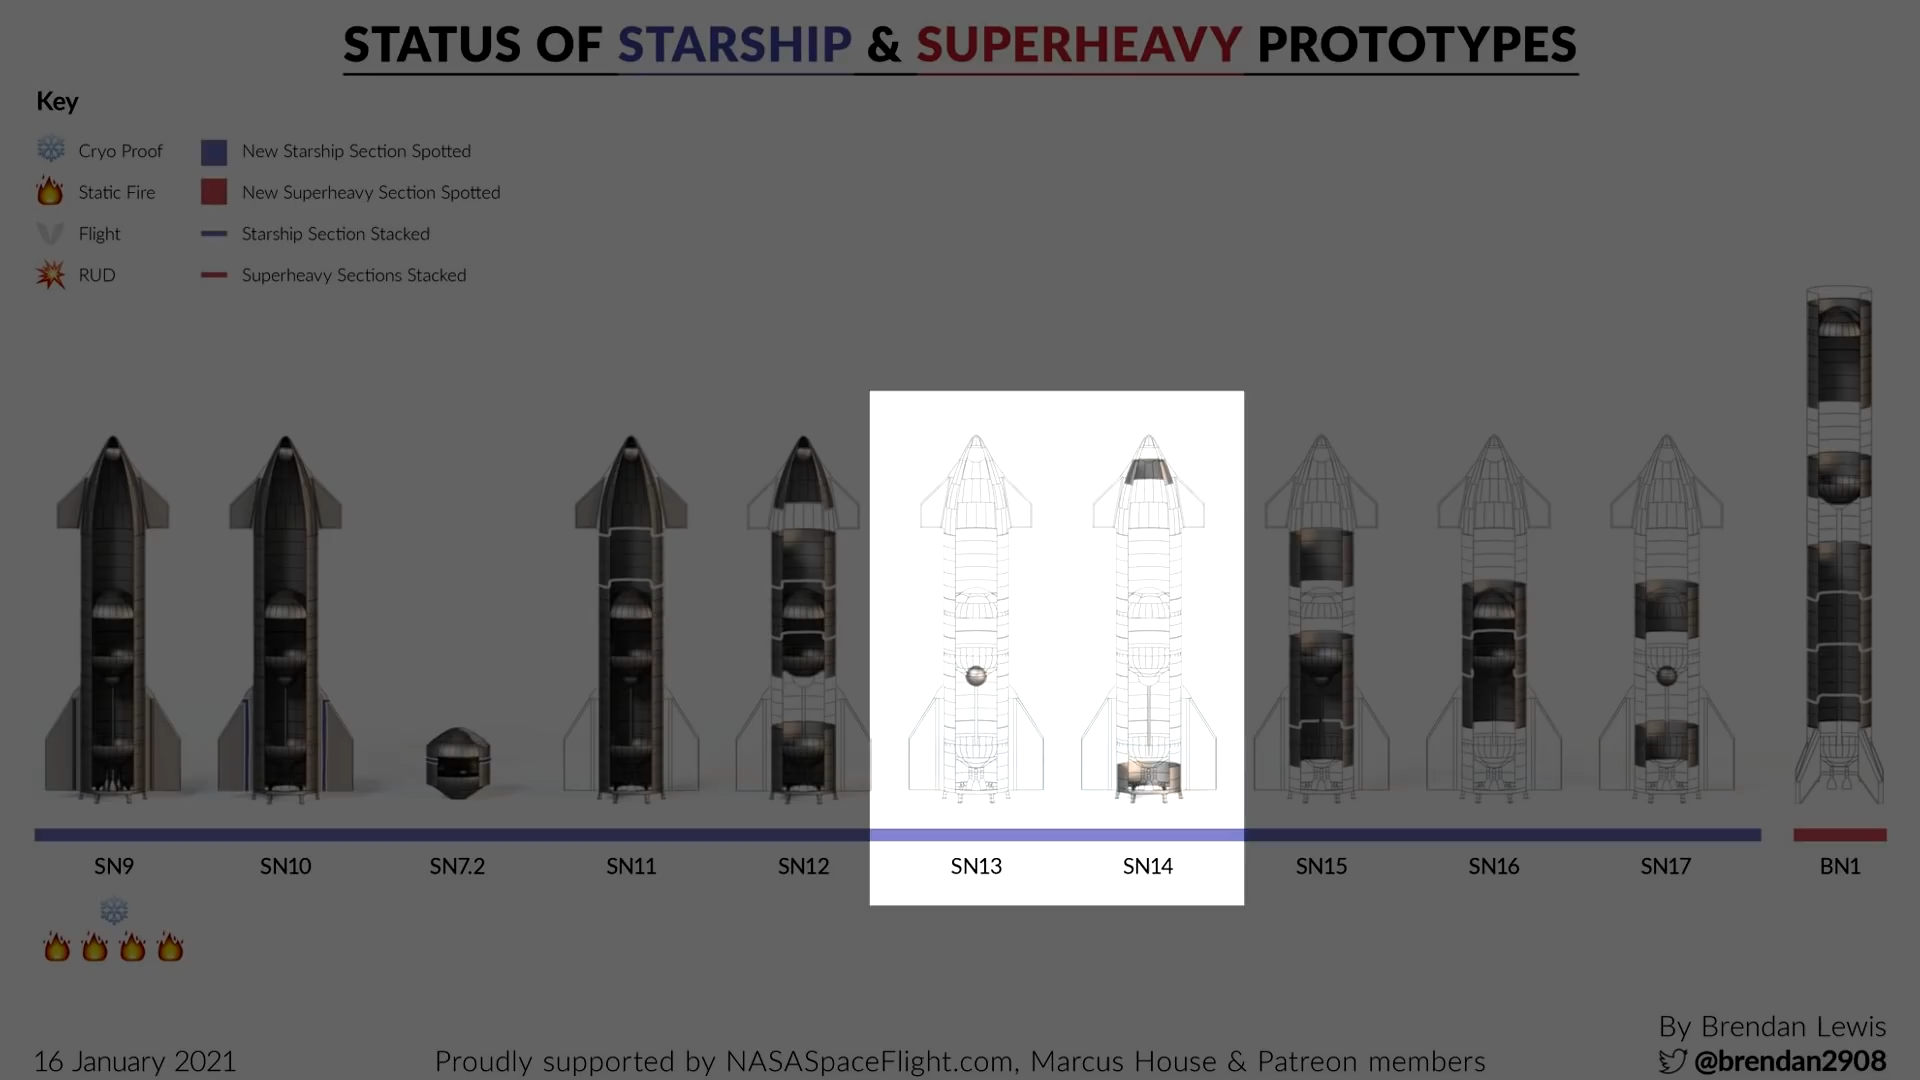 STATUS OF STARSHIP & SUPERHEAVY PROTOTYPES
Key
Cryo Proof
New Starship Section Spotted
Static Fire
New Superheavy Section Spotted
Flight
Starship Section Stacked
RUD
Superheavy Sections Stacked
SN9
SN10
SN7.2
SN11
SN12
SN13
SN14
SN15
SN16
SN17
BN1
By Brendan Lewis
16 January 2021
Proudly supported by NASASpaceFlight.com, Marcus House & Patreon members
@brendan2908